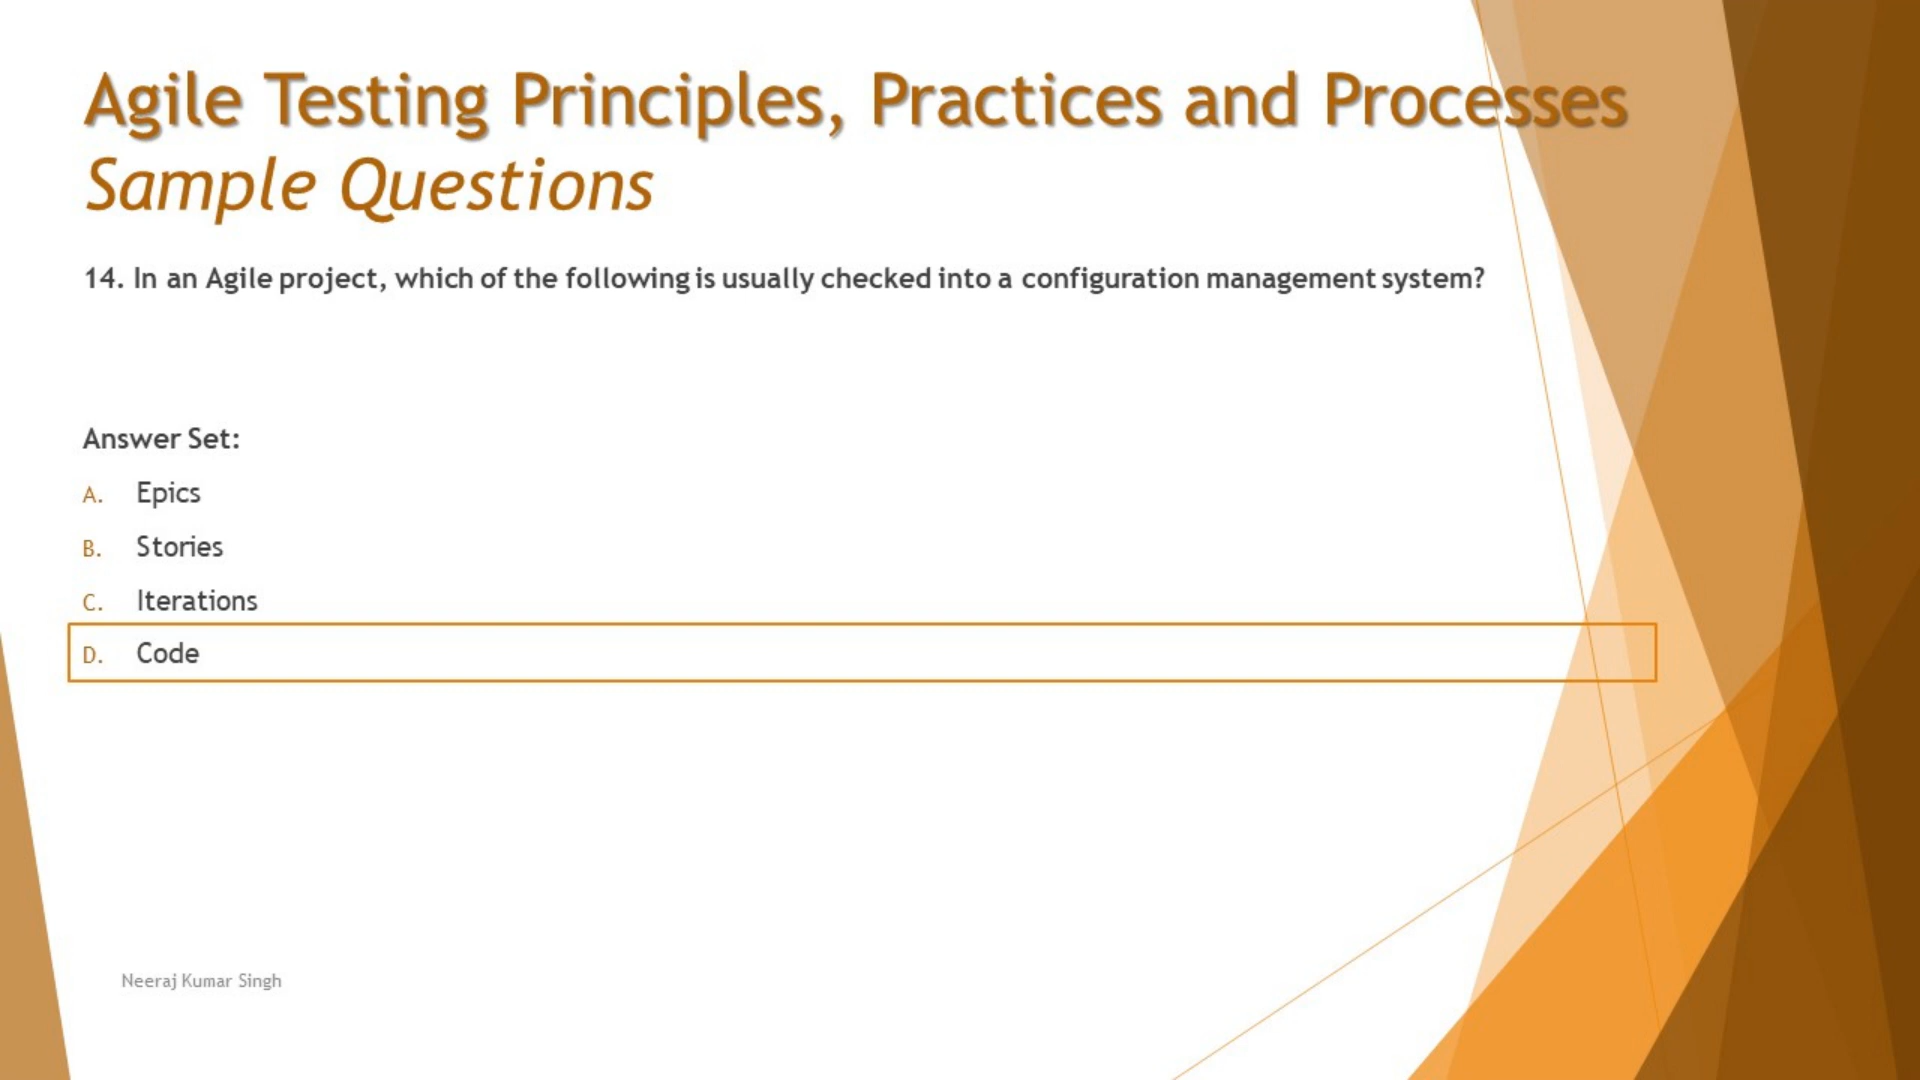 Agile Testing Principles, Practices and Processes
Sample Questions
14. In an Agile project, which of the following is usually checked into a configuration management system?
Answer Set:
A. Epics
B. Stories
C. Iterations
D. Code
Neeraj Kumar Singh